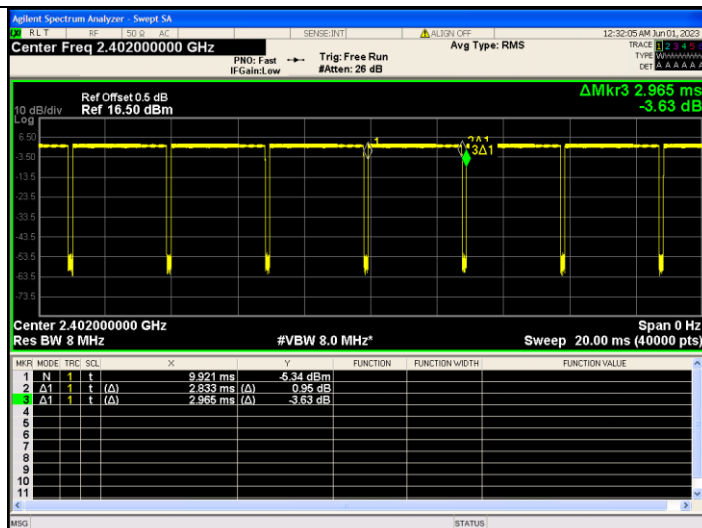 Agilent Spectrum Analyzer - Swept SA
RLT RF 50 Ω AC SENSE:INT ALIGN OFF 12:32:05 AM Jun 01, 2023
Center Freq 2.402000000 GHz Avg Type: RMS TRACE 1 2 3 4 5 6
PNO: Fast Trig: Free Run TYPE
IFGain:Low #Atten: 26 dB DET A A A A A A
ΔMkr3 2.965 ms
Ref Offset 0.5 dB
10 dB/div Ref 16.50 dBm -3.63 dB
Log
6.50
1 2Δ1
-3.50 3Δ1
-13.5
-23.5
-33.5
-43.5
-53.5
-63.5
-73.5
Center 2.402000000 GHz Span 0 Hz
Res BW 8 MHz #VBW 8.0 MHz* Sweep 20.00 ms (40000 pts)
MKR MODE TRC SCL X Y FUNCTION FUNCTION WIDTH FUNCTION VALUE
1 N 1 t 9.921 ms -5.34 dBm
2 Δ1 1 t (Δ) 2.833 ms (Δ) 0.95 dB
3 Δ1 1 t (Δ) 2.965 ms (Δ) -3.63 dB
4
5
6
7
8
9
10
11
MSG STATUS